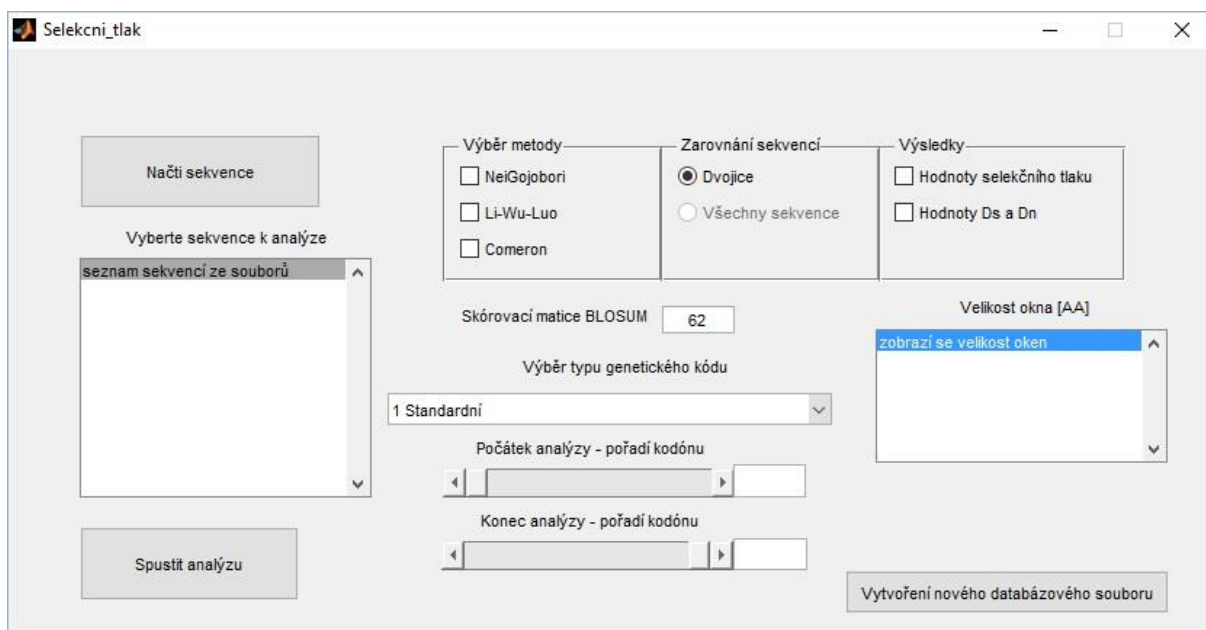 Selekcni_tlak
Načti sekvence
Vyberte sekvence k analýze
seznam sekvencí ze souborů
Spustit analýzu
Výběr metody
NeiGojobori
Li-Wu-Luo
Comeron
Zarovnání sekvencí
Dvojice
Všechny sekvence
Výsledky
Hodnoty selekčního tlaku
Hodnoty Ds a Dn
Skórovací matice BLOSUM 62
Výběr typu genetického kódu
1 Standardní
Počátek analýzy - pořadí kodónu
Konec analýzy - pořadí kodónu
Velikost okna [AA]
zobrazí se velikost oken
Vytvoření nového databázového souboru